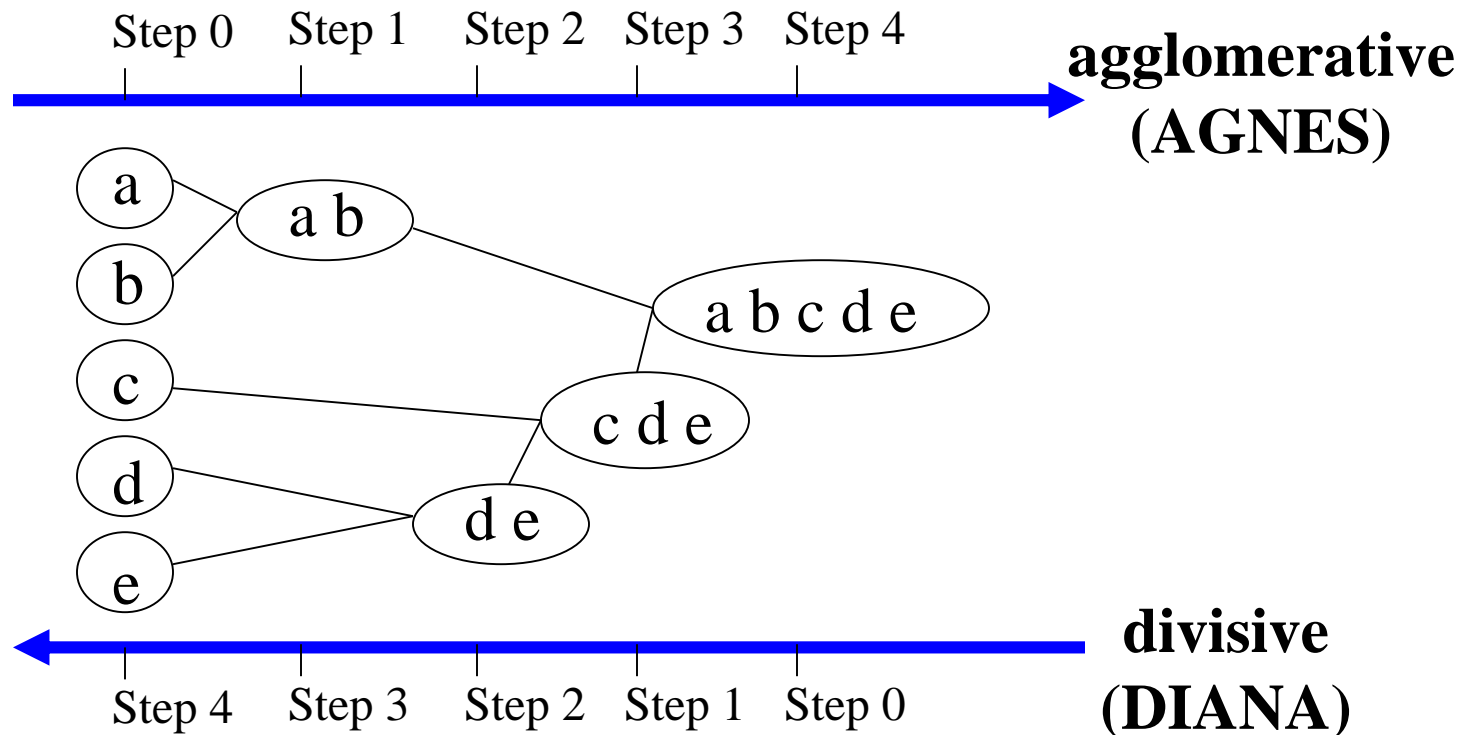 Step 0 Step 1 Step 2 Step 3 Step 4
agglomerative
(AGNES)
a
a b
b
a b c d e
c
c d e
d
d e
e
divisive
(DIANA)
Step 4 Step 3 Step 2 Step 1 Step 0